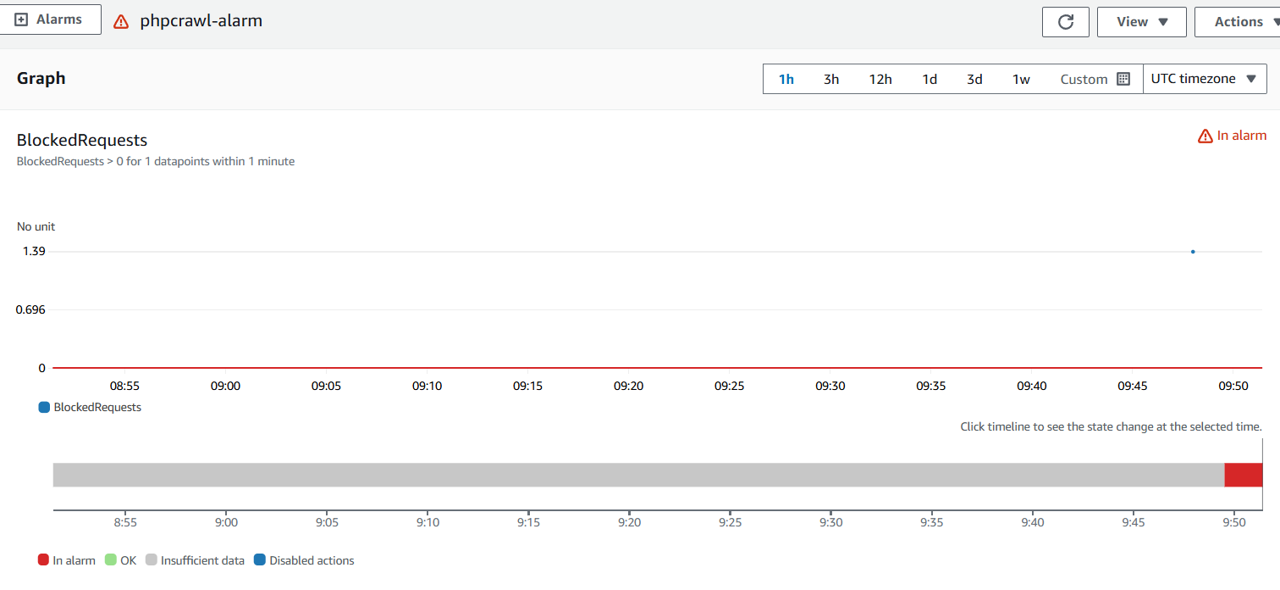 Alarms
phpcrawl-alarm
View
Actions
Graph
1h 3h 12h 1d 3d 1w Custom UTC timezone
BlockedRequests
In alarm
BlockedRequests > 0 for 1 datapoints within 1 minute
No unit
1.39
0.696
0
08:55 09:00 09:05 09:10 09:15 09:20 09:25 09:30 09:35 09:40 09:45 09:50
BlockedRequests
Click timeline to see the state change at the selected time.
8:55 9:00 9:05 9:10 9:15 9:20 9:25 9:30 9:35 9:40 9:45 9:50
In alarm OK Insufficient data Disabled actions